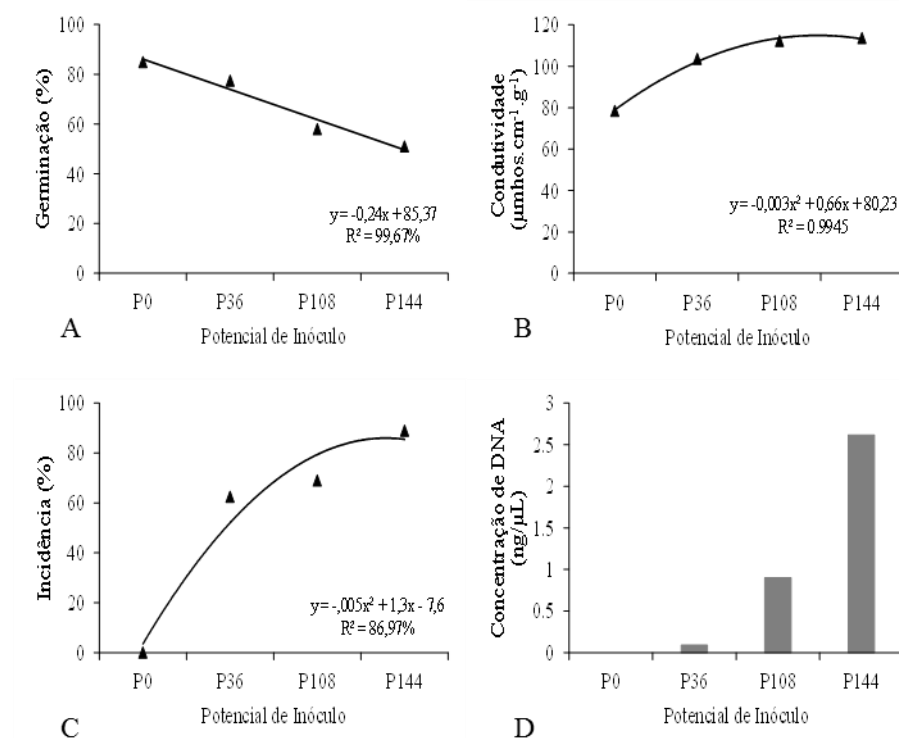 Germinação (%)
100
80
60
40
20
0
y= -0,24x + 85,37
R² = 99,67%
P0 P36 P108 P144
Potencial de Inóculo
A
Condutividade
(µmhos.cm⁻¹.g⁻¹)
120
100
80
60
40
20
0
y= -0,003x² + 0,66x + 80,23
R² = 0.9945
P0 P36 P108 P144
Potencial de Inóculo
B
Incidência (%)
100
80
60
40
20
0
y= -,005x² + 1,3x - 7,6
R² = 86,97%
P0 P36 P108 P144
Potencial de Inóculo
C
Concentração de DNA
(ng/µL)
3
2.5
2
1.5
1
0.5
0
P0 P36 P108 P144
Potencial de Inóculo
D